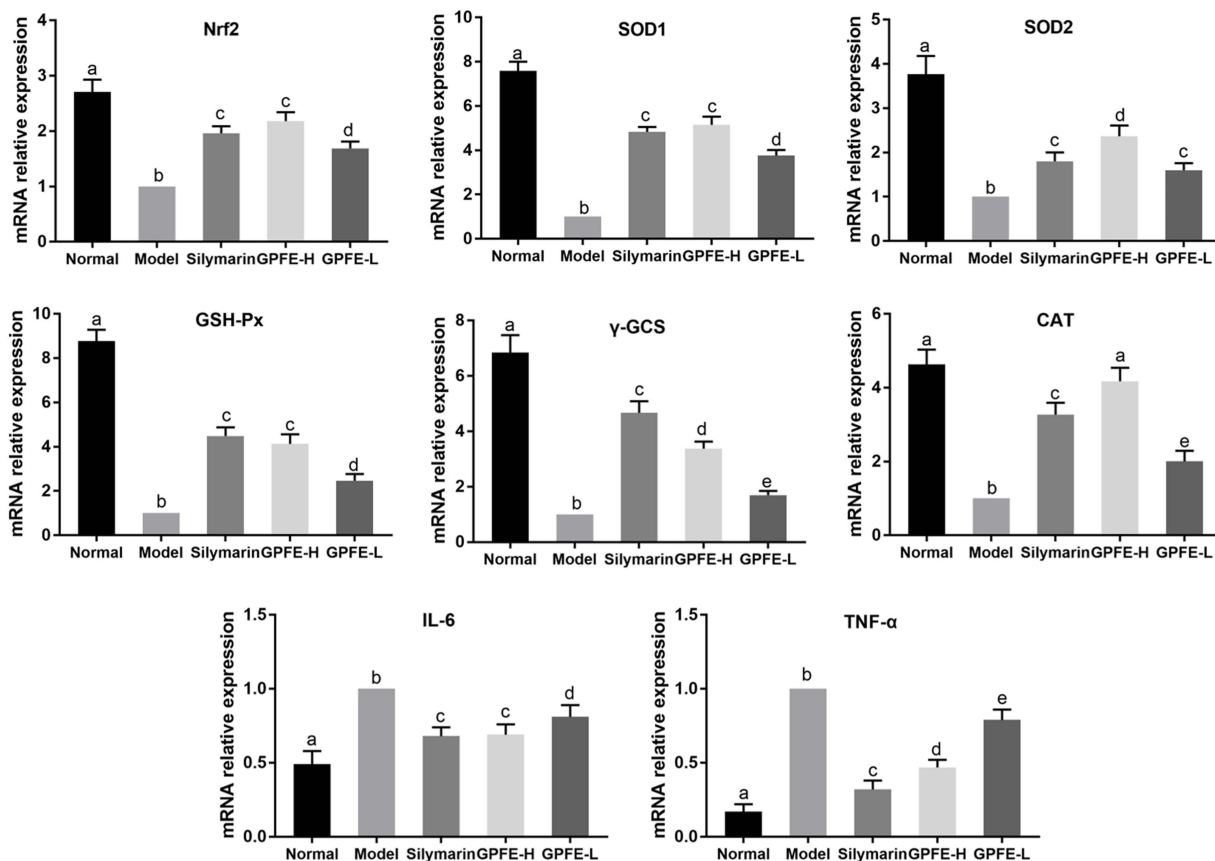 Nrf2
mRNA relative expression
4
3
2
1
0
a
b
c
c
d
Normal Model Silymarin GPFE-H GPFE-L
SOD1
mRNA relative expression
10
8
6
4
2
0
a
b
c
c
d
Normal Model Silymarin GPFE-H GPFE-L
SOD2
mRNA relative expression
5
4
3
2
1
0
a
b
c
d
c
Normal Model Silymarin GPFE-H GPFE-L
GSH-Px
mRNA relative expression
10
8
6
4
2
0
a
b
c
c
d
Normal Model Silymarin GPFE-H GPFE-L
γ-GCS
mRNA relative expression
8
6
4
2
0
a
b
c
d
e
Normal Model Silymarin GPFE-H GPFE-L
CAT
mRNA relative expression
6
4
2
0
a
b
c
a
e
Normal Model Silymarin GPFE-H GPFE-L
IL-6
mRNA relative expression
1.5
1.0
0.5
0.0
a
b
c
c
d
Normal Model Silymarin GPFE-H GPFE-L
TNF-α
mRNA relative expression
1.5
1.0
0.5
0.0
a
b
c
d
e
Normal Model Silymarin GPFE-H GPFE-L